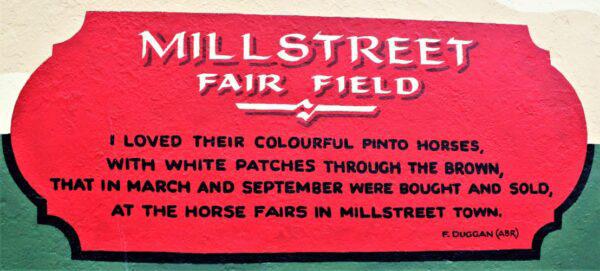 MILLSTREET
FAIR FIELD
I LOVED THEIR COLOURFUL PINTO HORSES,
WITH WHITE PATCHES THROUGH THE BROWN,
THAT IN MARCH AND SEPTEMBER WERE BOUGHT AND SOLD,
AT THE HORSE FAIRS IN MILLSTREET TOWN.
F. DUGGAN (ABR)